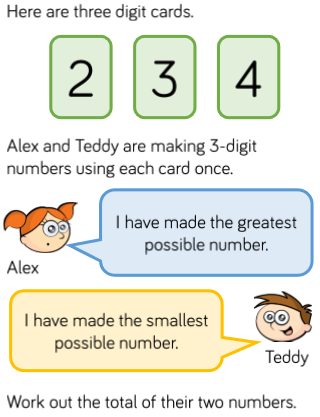 Here are three digit cards.
2 3 4
Alex and Teddy are making 3-digit
numbers using each card once.
I have made the greatest
possible number.
Alex
I have made the smallest
possible number.
Teddy
Work out the total of their two numbers.